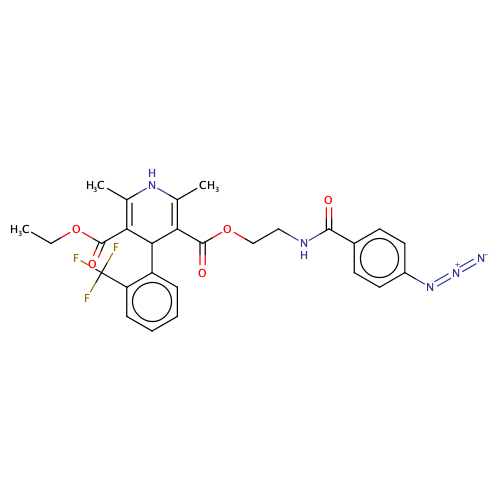 H
H₃C N CH₃
O
H₃C O O
F F O O N H
O
F
N N⁺ N⁻